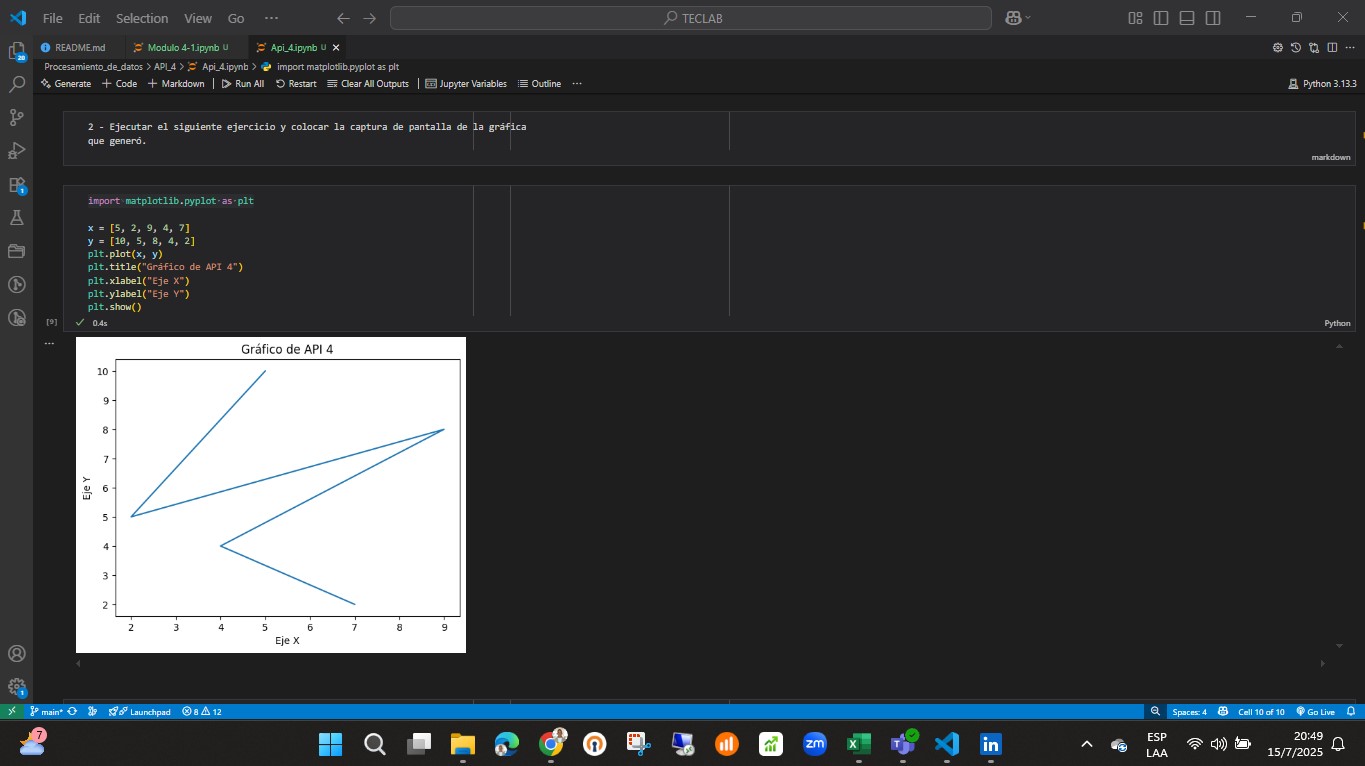 File Edit Selection View Go ··· TECLAB
README.md Modulo 4-1.ipynb U Api_4.ipynb U
Procesamiento_de_datos > API_4 > Api_4.ipynb > import matplotlib.pyplot as plt
Generate + Code + Markdown Run All Restart Clear All Outputs Jupyter Variables Outline ··· Python 3.13.3
2 - Ejecutar el siguiente ejercicio y colocar la captura de pantalla de la gráfica
que generó.
markdown
import matplotlib.pyplot as plt
x = [5, 2, 9, 4, 7]
y = [10, 5, 8, 4, 2]
plt.plot(x, y)
plt.title("Gráfico de API 4")
plt.xlabel("Eje X")
plt.ylabel("Eje Y")
plt.show()
[9] 0.4s Python
Gráfico de API 4
10
9
8
7
6
5
4
3
2
Eje Y
2 3 4 5 6 7 8 9
Eje X
20
1
1
main* Launchpad 8 12 Spaces: 4 Cell 10 of 10 Go Live
7 zm in ESP LAA 20:49 15/7/2025